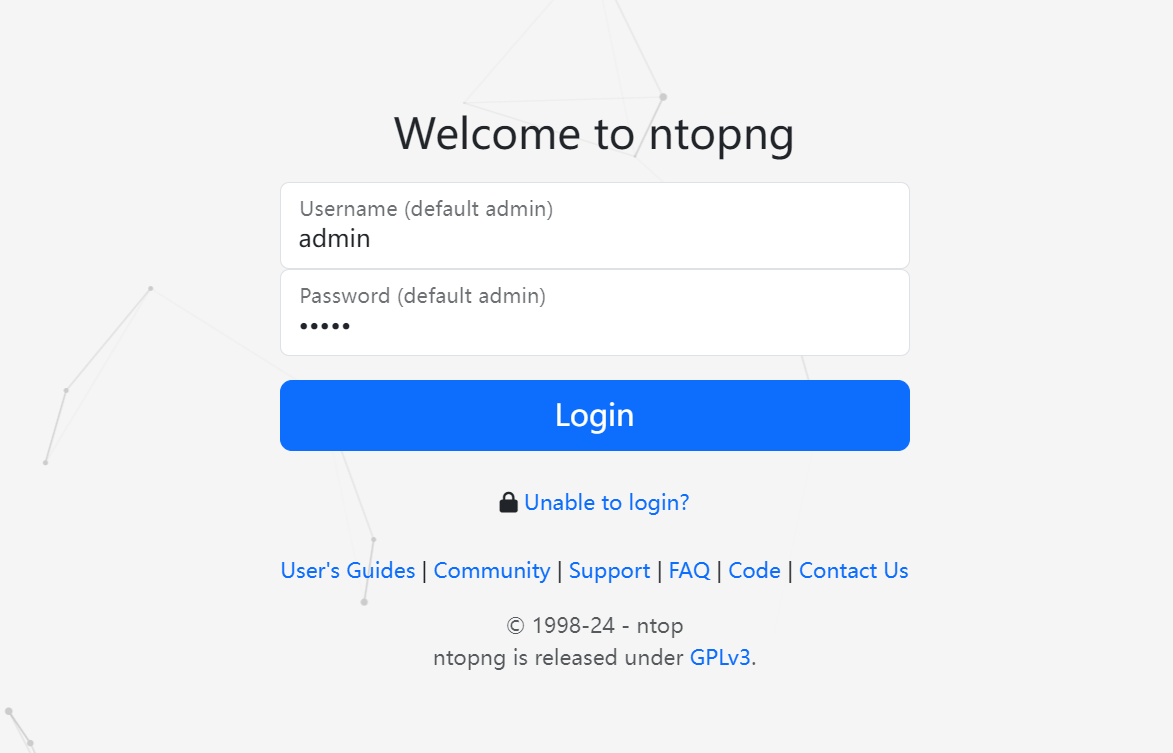 Welcome to ntopng
Username (default admin)
admin
Password (default admin)
•••••
Login
Unable to login?
User's Guides | Community | Support | FAQ | Code | Contact Us
© 1998-24 - ntop
ntopng is released under GPLv3.